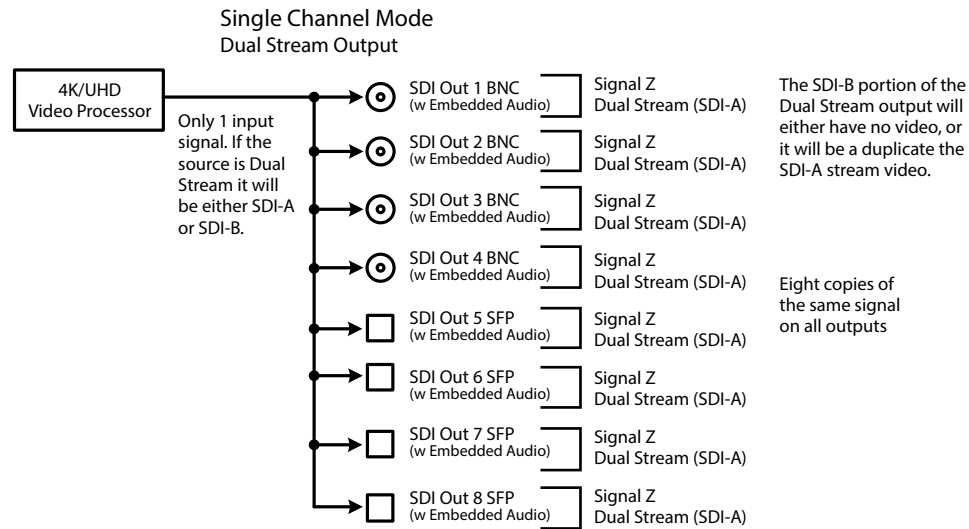 Single Channel Mode
Dual Stream Output
4K/UHD
Video Processor
Only 1 input
signal. If the
source is Dual
Stream it will
be either SDI-A
or SDI-B.
SDI Out 1 BNC
(w Embedded Audio)
Signal Z
Dual Stream (SDI-A)
SDI Out 2 BNC
(w Embedded Audio)
Signal Z
Dual Stream (SDI-A)
SDI Out 3 BNC
(w Embedded Audio)
Signal Z
Dual Stream (SDI-A)
SDI Out 4 BNC
(w Embedded Audio)
Signal Z
Dual Stream (SDI-A)
SDI Out 5 SFP
(w Embedded Audio)
Signal Z
Dual Stream (SDI-A)
SDI Out 6 SFP
(w Embedded Audio)
Signal Z
Dual Stream (SDI-A)
SDI Out 7 SFP
(w Embedded Audio)
Signal Z
Dual Stream (SDI-A)
SDI Out 8 SFP
(w Embedded Audio)
Signal Z
Dual Stream (SDI-A)
The SDI-B portion of the
Dual Stream output will
either have no video, or
it will be a duplicate the
SDI-A stream video.
Eight copies of
the same signal
on all outputs